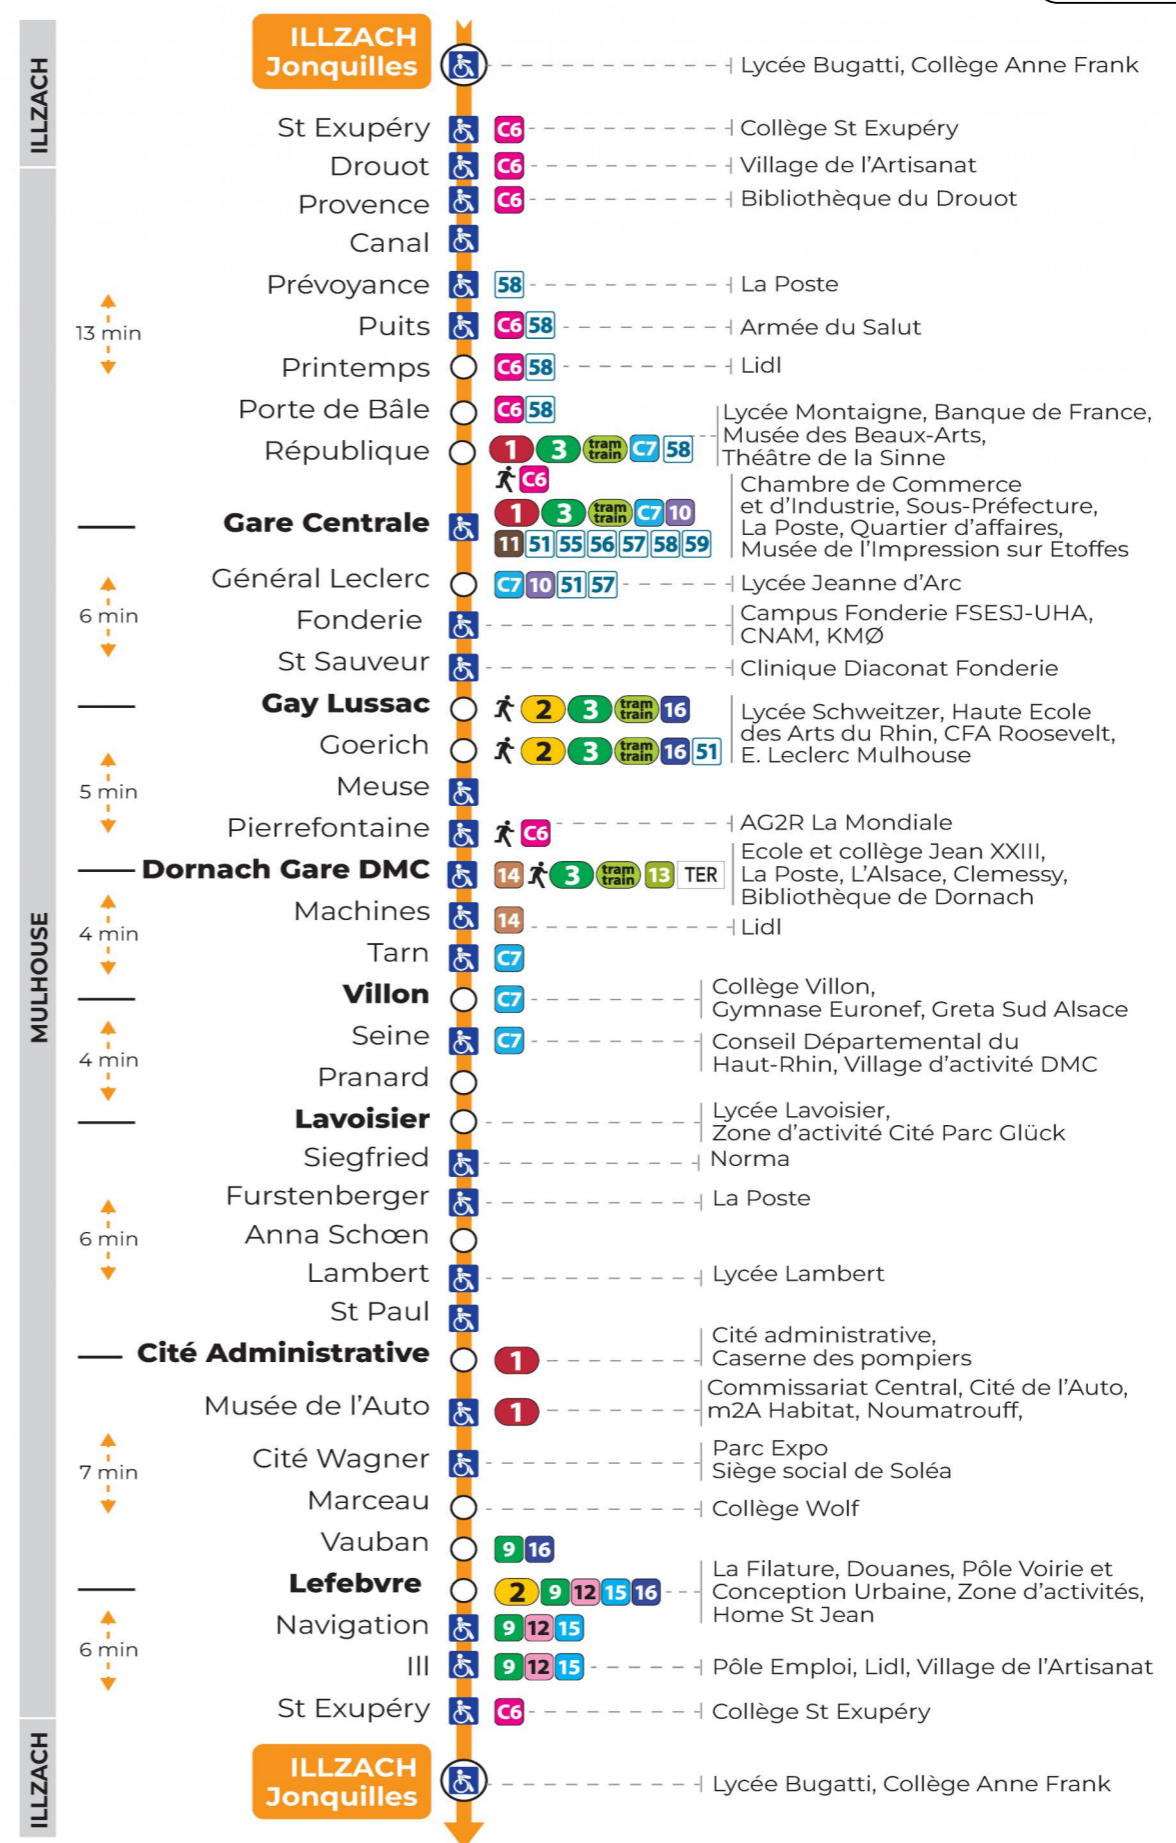 ILLZACH
ILLZACH
Jonquilles
Lycée Bugatti, Collège Anne Frank
St Exupéry C6 Collège St Exupéry
MULHOUSE
Drouot C6 Village de l'Artisanat
Provence C6 Bibliothèque du Drouot
Canal
Prévoyance 58 La Poste
13 min
Puits C6 58 Armée du Salut
Printemps C6 58 Lidl
Porte de Bâle C6 58
République 1 3 tram train C7 58
Lycée Montaigne, Banque de France,
Musée des Beaux-Arts,
Théâtre de la Sinne
Gare Centrale
C6
1 3 tram train C7 10
11 51 55 56 57 58 59
Chambre de Commerce
et d'Industrie, Sous-Préfecture,
La Poste, Quartier d'affaires,
Musée de l'Impression sur Etoffes
Général Leclerc C7 10 51 57 Lycée Jeanne d'Arc
6 min
Fonderie
Campus Fonderie FSESJ-UHA,
CNAM, KMØ
St Sauveur Clinique Diaconat Fonderie
Gay Lussac 2 3 tram train 16
Goerich 2 3 tram train 16 51
Lycée Schweitzer, Haute Ecole
des Arts du Rhin, CFA Roosevelt,
E. Leclerc Mulhouse
5 min
Meuse
Pierrefontaine C6 AG2R La Mondiale
Dornach Gare DMC 14 3 tram train 13 TER
Ecole et collège Jean XXIII,
La Poste, L'Alsace, Clemessy,
Bibliothèque de Dornach
4 min
Machines 14 Lidl
Tarn C7
Villon C7
Collège Villon,
Gymnase Euronef, Greta Sud Alsace
4 min
Seine C7
Conseil Départemental du
Haut-Rhin, Village d'activité DMC
Pranard
Lavoisier
Lycée Lavoisier,
Zone d'activité Cité Parc Glück
Siegfried Norma
Furstenberger La Poste
6 min
Anna Schœn
Lambert Lycée Lambert
St Paul
Cité Administrative 1
Cité administrative,
Caserne des pompiers
Musée de l'Auto 1
Commissariat Central, Cité de l'Auto,
m2A Habitat, Noumatrouff,
7 min
Cité Wagner
Parc Expo
Siège social de Soléa
Marceau Collège Wolf
Vauban 9 16
Lefebvre 2 9 12 15 16
La Filature, Douanes, Pôle Voirie et
Conception Urbaine, Zone d'activités,
Home St Jean
6 min
Navigation 9 12 15
Ill 9 12 15 Pôle Emploi, Lidl, Village de l'Artisanat
St Exupéry C6 Collège St Exupéry
ILLZACH
ILLZACH
Jonquilles
Lycée Bugatti, Collège Anne Frank